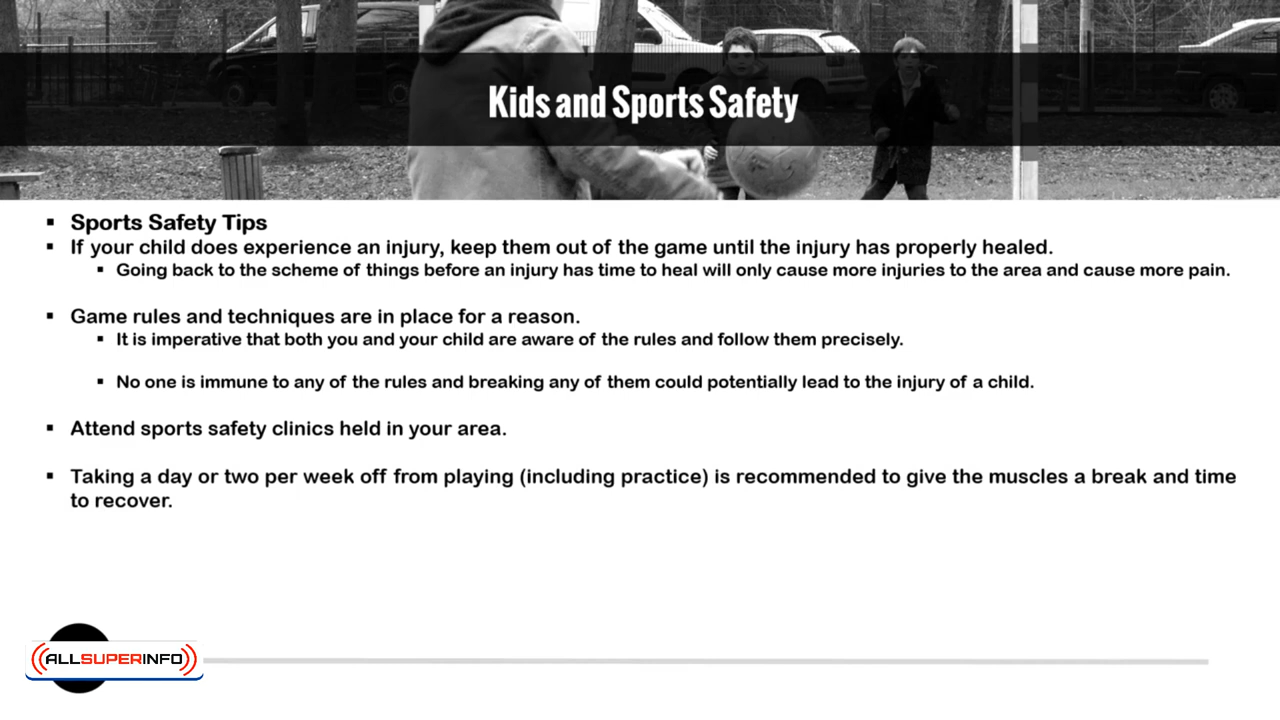 Kids and Sports Safety
▪ Sports Safety Tips
▪ If your child does experience an injury, keep them out of the game until the injury has properly healed.
▪ Going back to the scheme of things before an injury has time to heal will only cause more injuries to the area and cause more pain.
▪ Game rules and techniques are in place for a reason.
▪ It is imperative that both you and your child are aware of the rules and follow them precisely.
▪ No one is immune to any of the rules and breaking any of them could potentially lead to the injury of a child.
▪ Attend sports safety clinics held in your area.
▪ Taking a day or two per week off from playing (including practice) is recommended to give the muscles a break and time
to recover.
ALLSUPERINFO